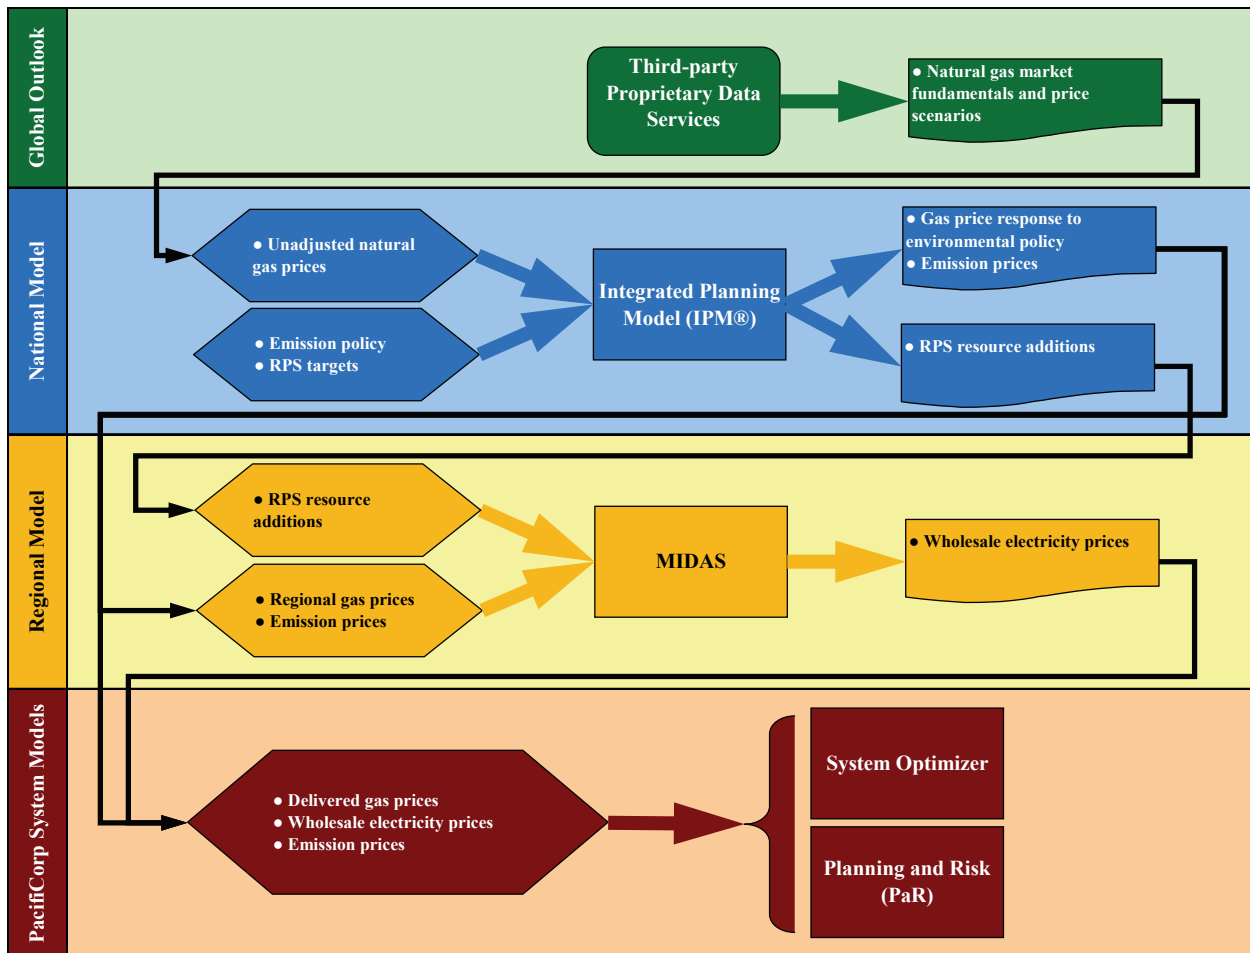 Global Outlook
Third-party
Proprietary Data
Services
● Natural gas market
fundamentals and price
scenarios
National Model
● Unadjusted natural
gas prices
● Emission policy
● RPS targets
Integrated Planning
Model (IPM®)
● Gas price response to
environmental policy
● Emission prices
● RPS resource additions
Regional Model
● RPS resource
additions
● Regional gas prices
● Emission prices
MIDAS
● Wholesale electricity prices
PacifiCorp System Models
● Delivered gas prices
● Wholesale electricity prices
● Emission prices
System Optimizer
Planning and Risk
(PaR)